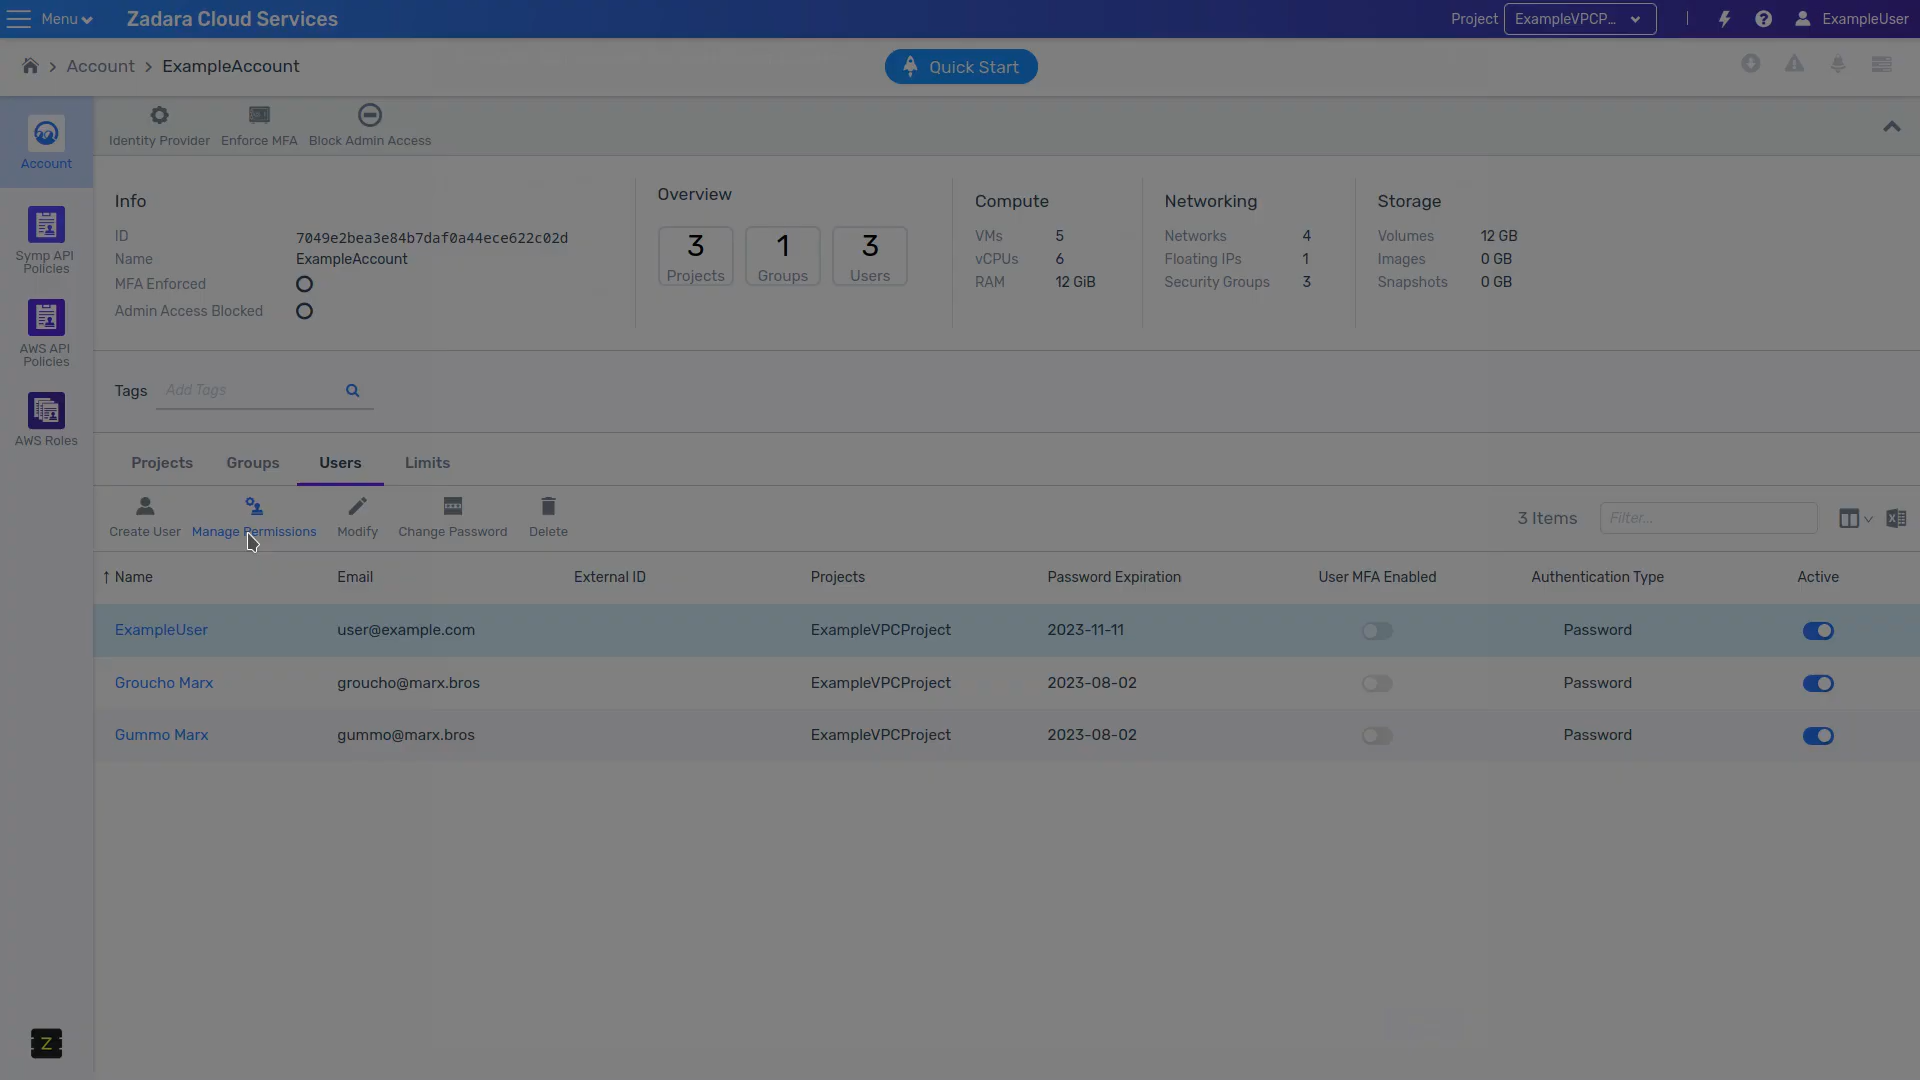 Menu
Zadara Cloud Services
Project
ExampleVPCP...
ExampleUser
Account
ExampleAccount
Quick Start
Account
Symp API
Policies
AWS API
Policies
AWS Roles
Identity Provider
Enforce MFA
Block Admin Access
Info
ID
7049e2bea3e84b7daf0a44ece622c02d
Name
ExampleAccount
MFA Enforced
Admin Access Blocked
Overview
3
Projects
1
Groups
3
Users
Compute
VMs
5
vCPUs
6
RAM
12 GiB
Networking
Networks
4
Floating IPs
1
Security Groups
3
Storage
Volumes
12 GB
Images
0 GB
Snapshots
0 GB
Tags
Add Tags
Projects
Groups
Users
Limits
Create User
Manage Permissions
Modify
Change Password
Delete
3 Items
Filter...
↑ Name
Email
External ID
Projects
Password Expiration
User MFA Enabled
Authentication Type
Active
ExampleUser
user@example.com
ExampleVPCProject
2023-11-11
Password
Groucho Marx
groucho@marx.bros
ExampleVPCProject
2023-08-02
Password
Gummo Marx
gummo@marx.bros
ExampleVPCProject
2023-08-02
Password
Z